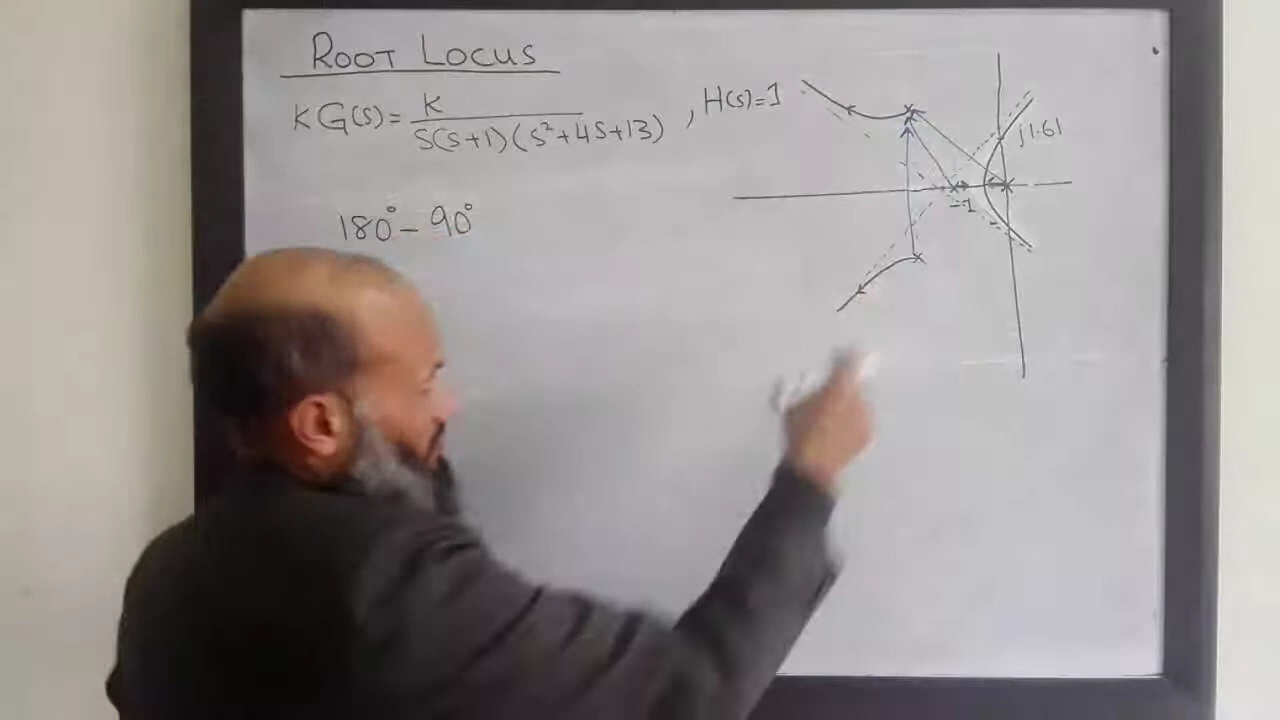 ROOT LOCUS
KG(s) = K / S(S+1)(S²+4S+13) , H(s)=1
j1.61
-1
180° - 90°